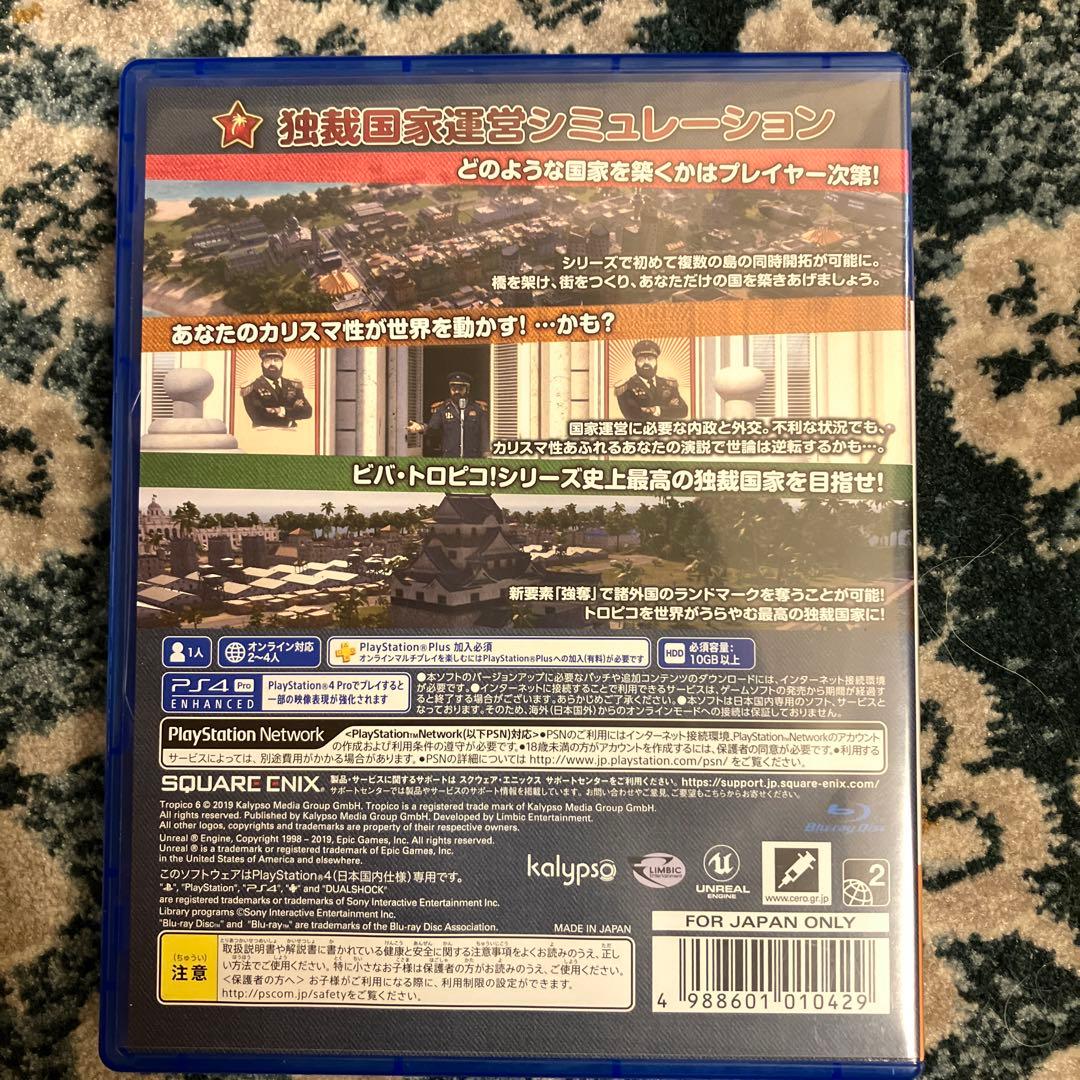 独裁国家運営シミュレーション
どのような国家を築くかはプレイヤー次第!
シリーズで初めて複数の島の同時開拓が可能に。
橋を架け、街をつくり、あなただけの国を築きあげましょう。
あなたのカリスマ性が世界を動かす! …かも?
国家運営に必要な内政と外交。不利な状況でも、
カリスマ性あふれるあなたの演説で世論は逆転するかも…。
ビバ・トロピコ!シリーズ史上最高の独裁国家を目指せ!
新要素「強奪」で諸外国のランドマークを奪うことが可能!
トロピコを世界がうらやむ最高の独裁国家に!
1人
オンライン対応
2~4人
PlayStation®Plus 加入必須
オンラインマルチプレイを楽しむにはPlayStation®Plusへの加入(有料)が必要です
HDD 必須容量:
10GB以上
PS4 Pro
ENHANCED
PlayStation®4 Proでプレイすると
一部の映像表現が強化されます
●本ソフトのバージョンアップに必要なパッチや追加コンテンツのダウンロードには、インターネット接続環境
が必要です。●インターネットに接続することで利用できるサービスは、ゲームソフトの発売から期間が経過す
ると終了する場合がございます。あらかじめご了承ください。●本ソフトは日本国内専用のソフト、サービスと
なっております。そのため、海外(日本国外)からのオンラインモードへの接続は保証しておりません。
PlayStation Network
<PlayStation™Network(以下PSN)対応>●PSNのご利用にはインターネット接続環境、PlayStation™Networkのアカウント
の作成および利用条件の遵守が必要です。●18歳未満の方がアカウントを作成するには、保護者の同意が必要です。●利用する
サービスによっては、別途費用がかかる場合があります。●PSNの詳細については http://www.jp.playstation.com/psn/ をご覧ください。
SQUARE ENIX
製品・サービスに関するサポートは スクウェア・エニックス サポートセンターをご利用ください。 https://support.jp.square-enix.com/
サポートセンターでは製品やサービスのサポート情報を掲載しています。お問い合わせやご意見、ご要望もこちらからお寄せください。
Tropico 6 © 2019 Kalypso Media Group GmbH. Tropico is a registered trade mark of Kalypso Media Group GmbH.
All rights reserved. Published by Kalypso Media Group GmbH. Developed by Limbic Entertainment.
All other logos, copyrights and trademarks are property of their respective owners.
Unreal ® Engine, Copyright 1998 – 2019, Epic Games, Inc. All rights reserved.
Unreal ® is a trademark or registered trademark of Epic Games, Inc.
in the United States of America and elsewhere.
このソフトウェアはPlayStation®4(日本国内仕様)専用です。
"PlayStation", "PS4", and "DUALSHOCK"
are registered trademarks or trademarks of Sony Interactive Entertainment Inc.
Library programs ©Sony Interactive Entertainment Inc.
"Blu-ray Disc™" and "Blu-ray™" are trademarks of the Blu-ray Disc Association.
MADE IN JAPAN
Blu-ray Disc
kalypso
LIMBIC
Entertainment
UNREAL
ENGINE
www.cero.gr.jp
2
FOR JAPAN ONLY
4 988601 010429
(ちゅうい)
注意
取扱説明書や解説書に書かれている健康と安全に関する注意事項をよくお読みのうえ、正し
い方法でご使用ください。特に小さなお子様は保護者の方がお読みのうえ、ご使用ください。
<保護者の方へ> お子様がご利用になる際に、利用制限の設定ができます。
http://pscom.jp/safetyをご覧ください。